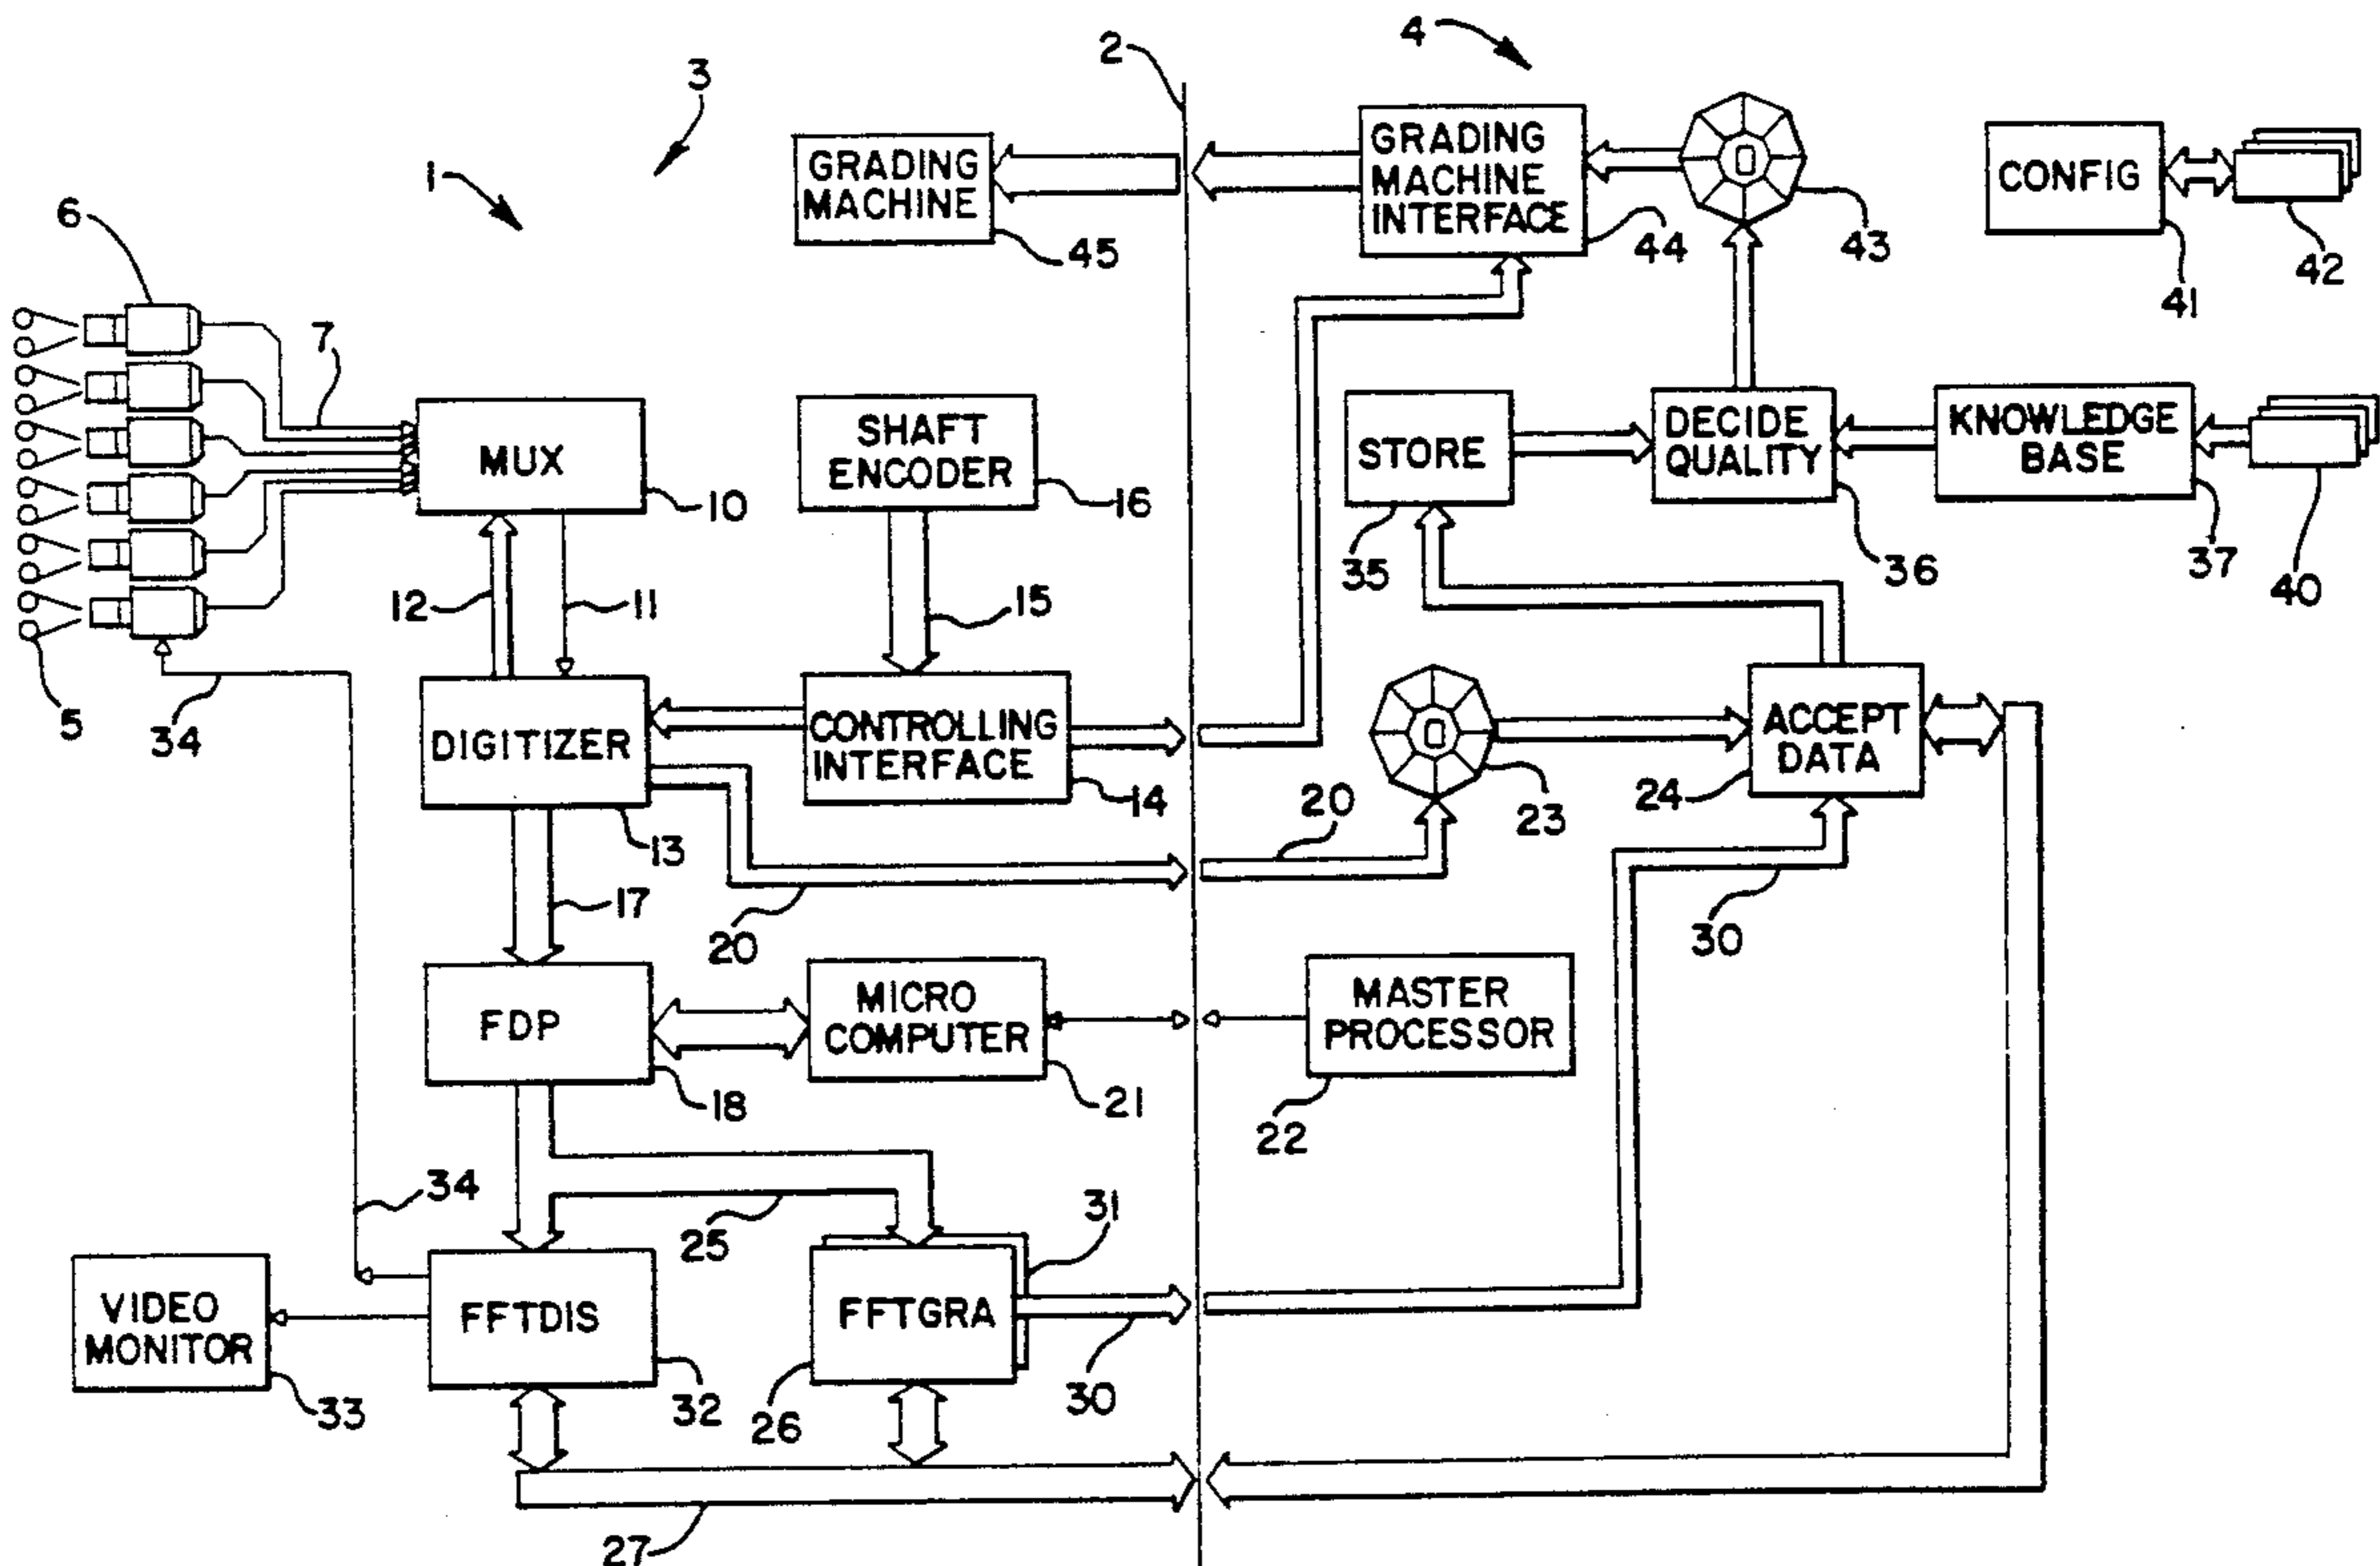 4
2
3
1
GRADING
MACHINE
45
GRADING
MACHINE
INTERFACE
44
43
CONFIG
41
42
6
7
MUX
10
SHAFT
ENCODER
16
STORE
35
DECIDE
QUALITY
36
KNOWLEDGE
BASE
37
40
12
11
15
5
34
DIGITIZER
13
CONTROLLING
INTERFACE
14
23
ACCEPT
DATA
24
20
17
20
30
FDP
18
MICRO
COMPUTER
21
MASTER
PROCESSOR
22
34
25
31
VIDEO
MONITOR
33
FFTDIS
32
FFTGRA
26
30
27